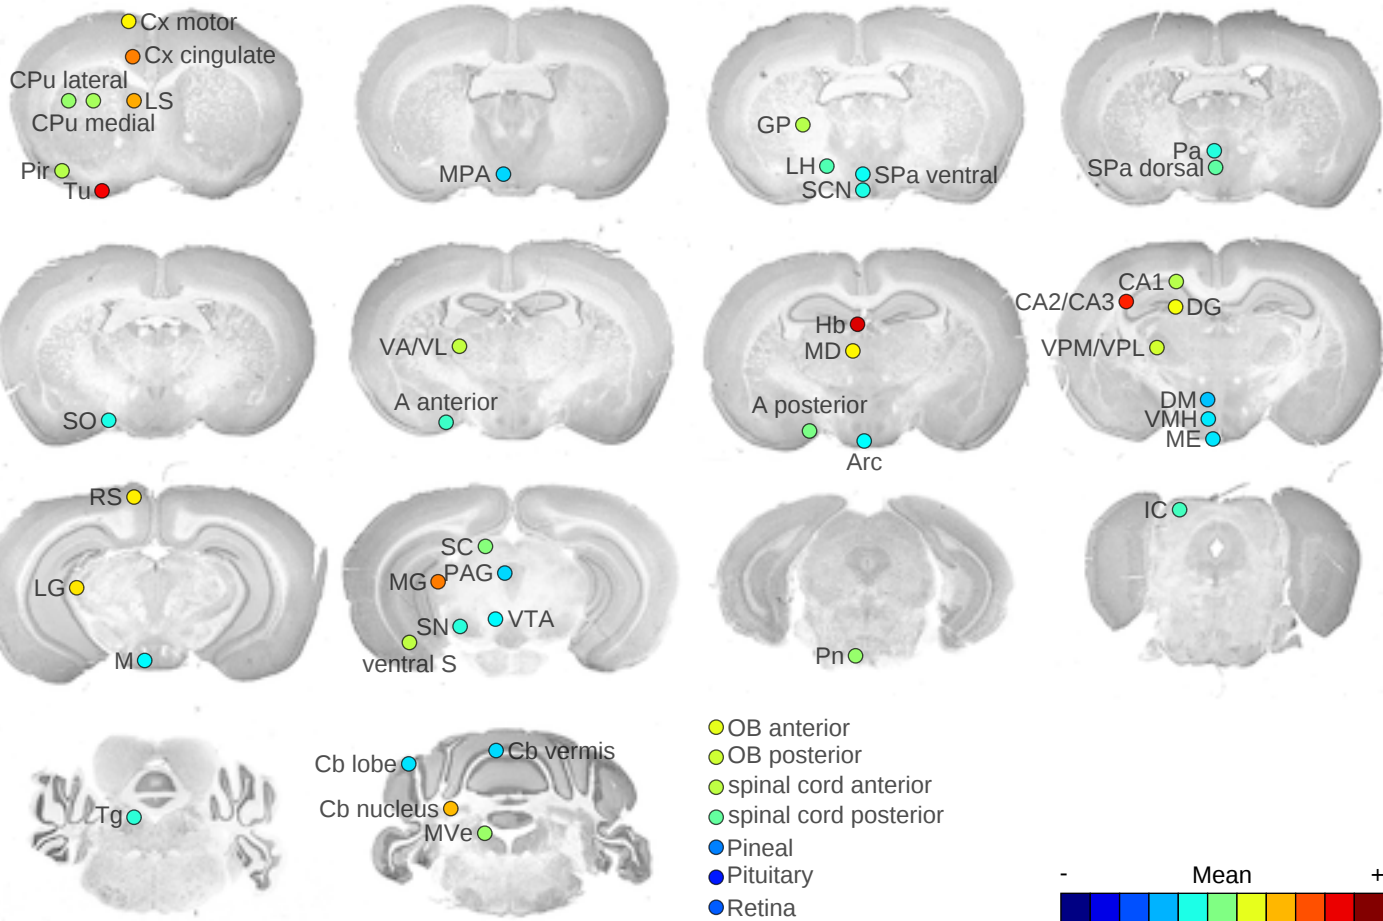 Cx motor
Cx cingulate
CPu lateral
LS
CPu medial
Pir
Tu
MPA
GP
LH
SPa ventral
SCN
Pa
SPa dorsal
SO
VA/VL
A anterior
Hb
MD
A posterior
Arc
CA1
CA2/CA3
DG
VPM/VPL
DM
VMH
ME
RS
LG
M
SC
MG
PAG
SN
VTA
ventral S
Pn
IC
Tg
Cb lobe
Cb vermis
Cb nucleus
MVe
OB anterior
OB posterior
spinal cord anterior
spinal cord posterior
Pineal
Pituitary
Retina
- Mean +